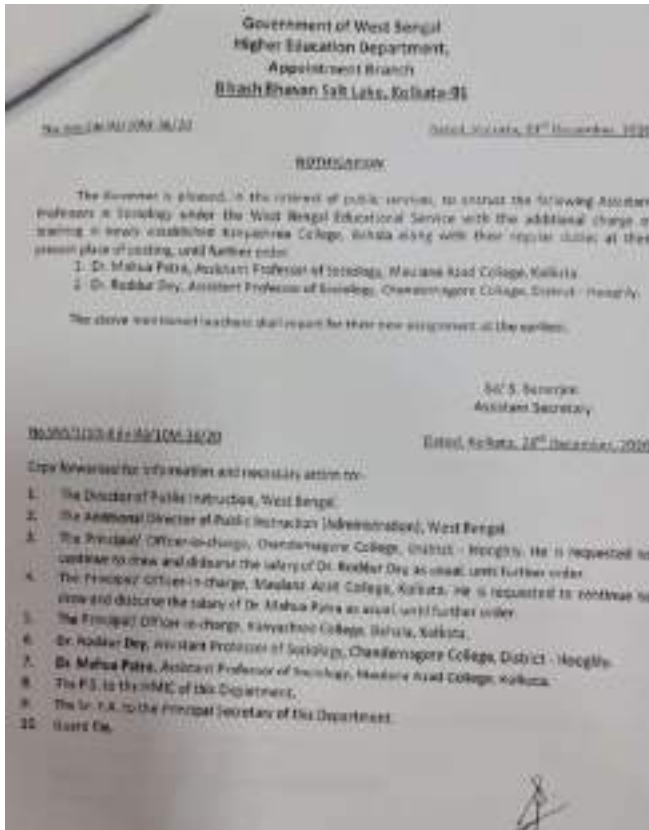 Government of West Bengal
Higher Education Department,
Appointment Branch
Bikash Bhavan Salt Lake, Kolkata-91
Dated, Kolkata, December, 2020
NOTIFICATION
The Governor is pleased, in the interest of public services, to entrust the following Assistant
Professors in Sociology under the West Bengal Educational Service with the additional charge of
teaching in newly established Kanyashree College, Behala along with their regular duties at their
present place of posting, until further order.
1. Dr. Mahua Patra, Assistant Professor of Sociology, Maulana Azad College, Kolkata
2. Dr. Roddur Dey, Assistant Professor of Sociology, Chandernagore College, District - Hooghly.
The above mentioned teachers shall report for their new assignment at the earliest.
Sd/ S. Banerjee
Assistant Secretary
Dated, Kolkata, December, 2020
Copy forwarded for information and necessary action to:-
1. The Director of Public Instruction, West Bengal.
2. The Additional Director of Public Instruction (Administration), West Bengal.
3. The Principal/ Officer-in-charge, Chandernagore College, District - Hooghly. He is requested to
continue to draw and disburse the salary of Dr. Roddur Dey as usual, until further order.
4. The Principal/ Officer-in-charge, Maulana Azad College, Kolkata. He is requested to continue to
draw and disburse the salary of Dr. Mahua Patra as usual, until further order.
5. The Principal/ Officer-in-charge, Kanyashree College, Behala, Kolkata.
6. Dr. Roddur Dey, Assistant Professor of Sociology, Chandernagore College, District - Hooghly.
7. Dr. Mahua Patra, Assistant Professor of Sociology, Maulana Azad College, Kolkata.
8. The P.S. to the HMIC of this Department.
9. The Sr. P.A. to the Principal Secretary of this Department.
10. Guard File.